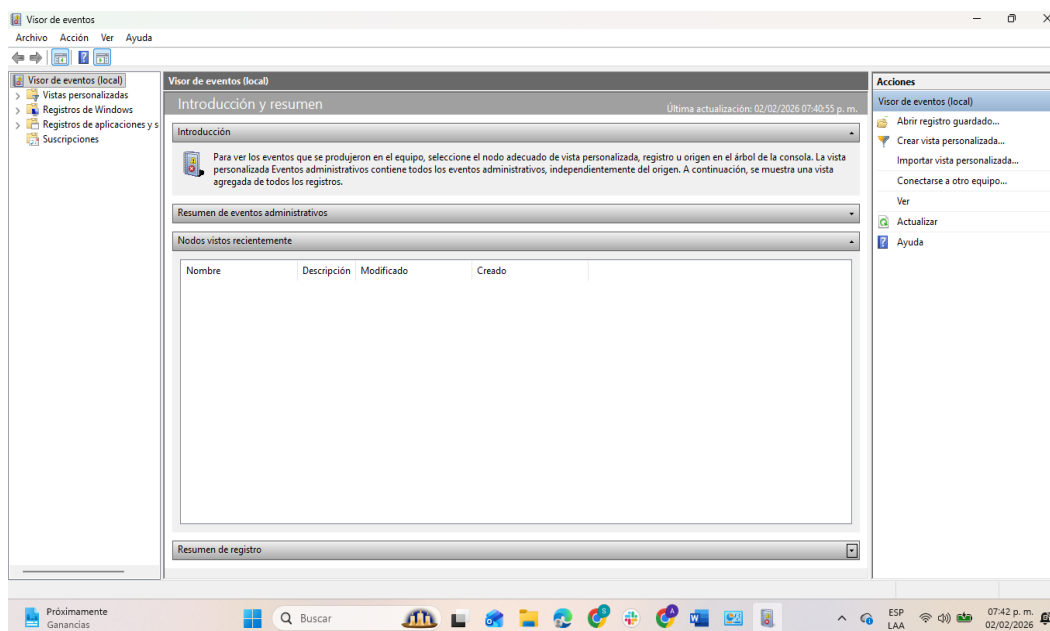 Visor de eventos
Archivo Acción Ver Ayuda
Visor de eventos (local)
Vistas personalizadas
Registros de Windows
Registros de aplicaciones y s
Suscripciones
Visor de eventos (local)
Introducción y resumen
Última actualización: 02/02/2026 07:40:55 p. m.
Introducción
Para ver los eventos que se produjeron en el equipo, seleccione el nodo adecuado de vista personalizada, registro u origen en el árbol de la consola. La vista
personalizada Eventos administrativos contiene todos los eventos administrativos, independientemente del origen. A continuación, se muestra una vista
agregada de todos los registros.
Resumen de eventos administrativos
Nodos vistos recientemente
Nombre Descripción Modificado Creado
Resumen de registro
Acciones
Visor de eventos (local)
Abrir registro guardado...
Crear vista personalizada...
Importar vista personalizada...
Conectarse a otro equipo...
Ver
Actualizar
Ayuda
Próximamente
Ganancias
Buscar
ESP
LAA
07:42 p. m.
02/02/2026